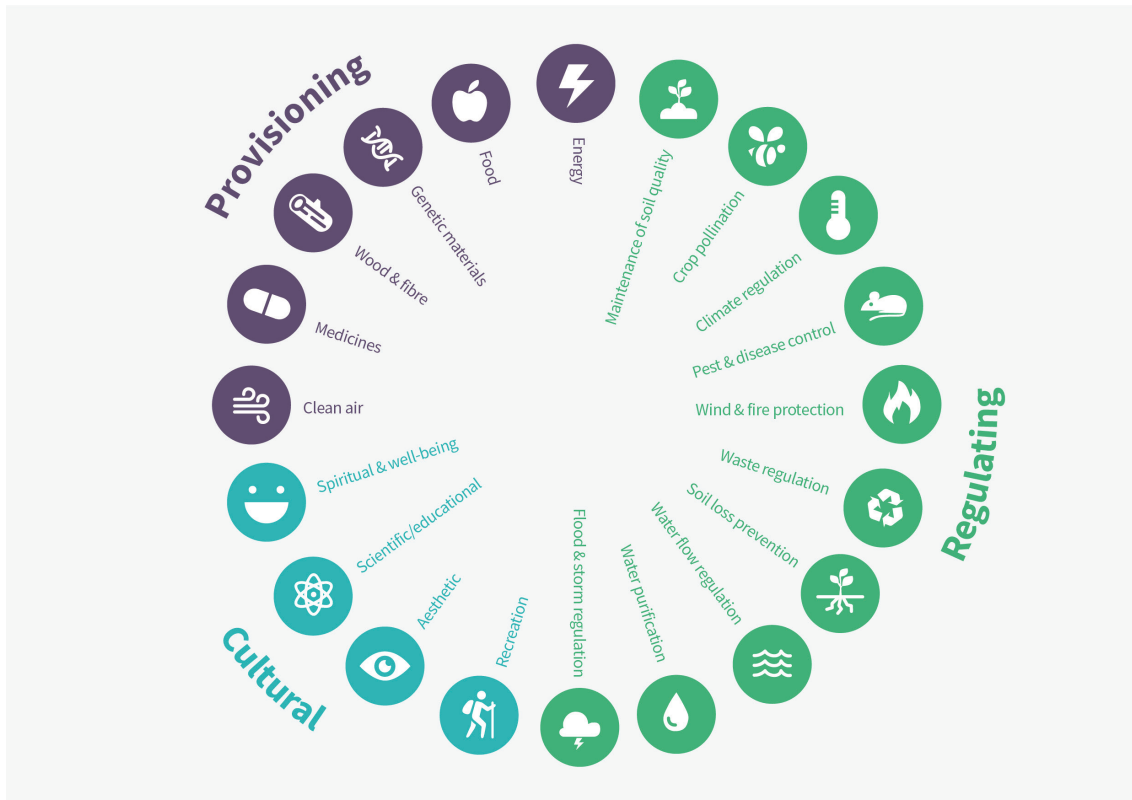 Provisioning
Energy
Food
Genetic materials
Wood & fibre
Medicines
Clean air
Regulating
Maintenance of soil quality
Crop pollination
Climate regulation
Pest & disease control
Wind & fire protection
Waste regulation
Soil loss prevention
Water flow regulation
Water purification
Flood & storm regulation
Cultural
Recreation
Aesthetic
Scientific/educational
Spiritual & well-being